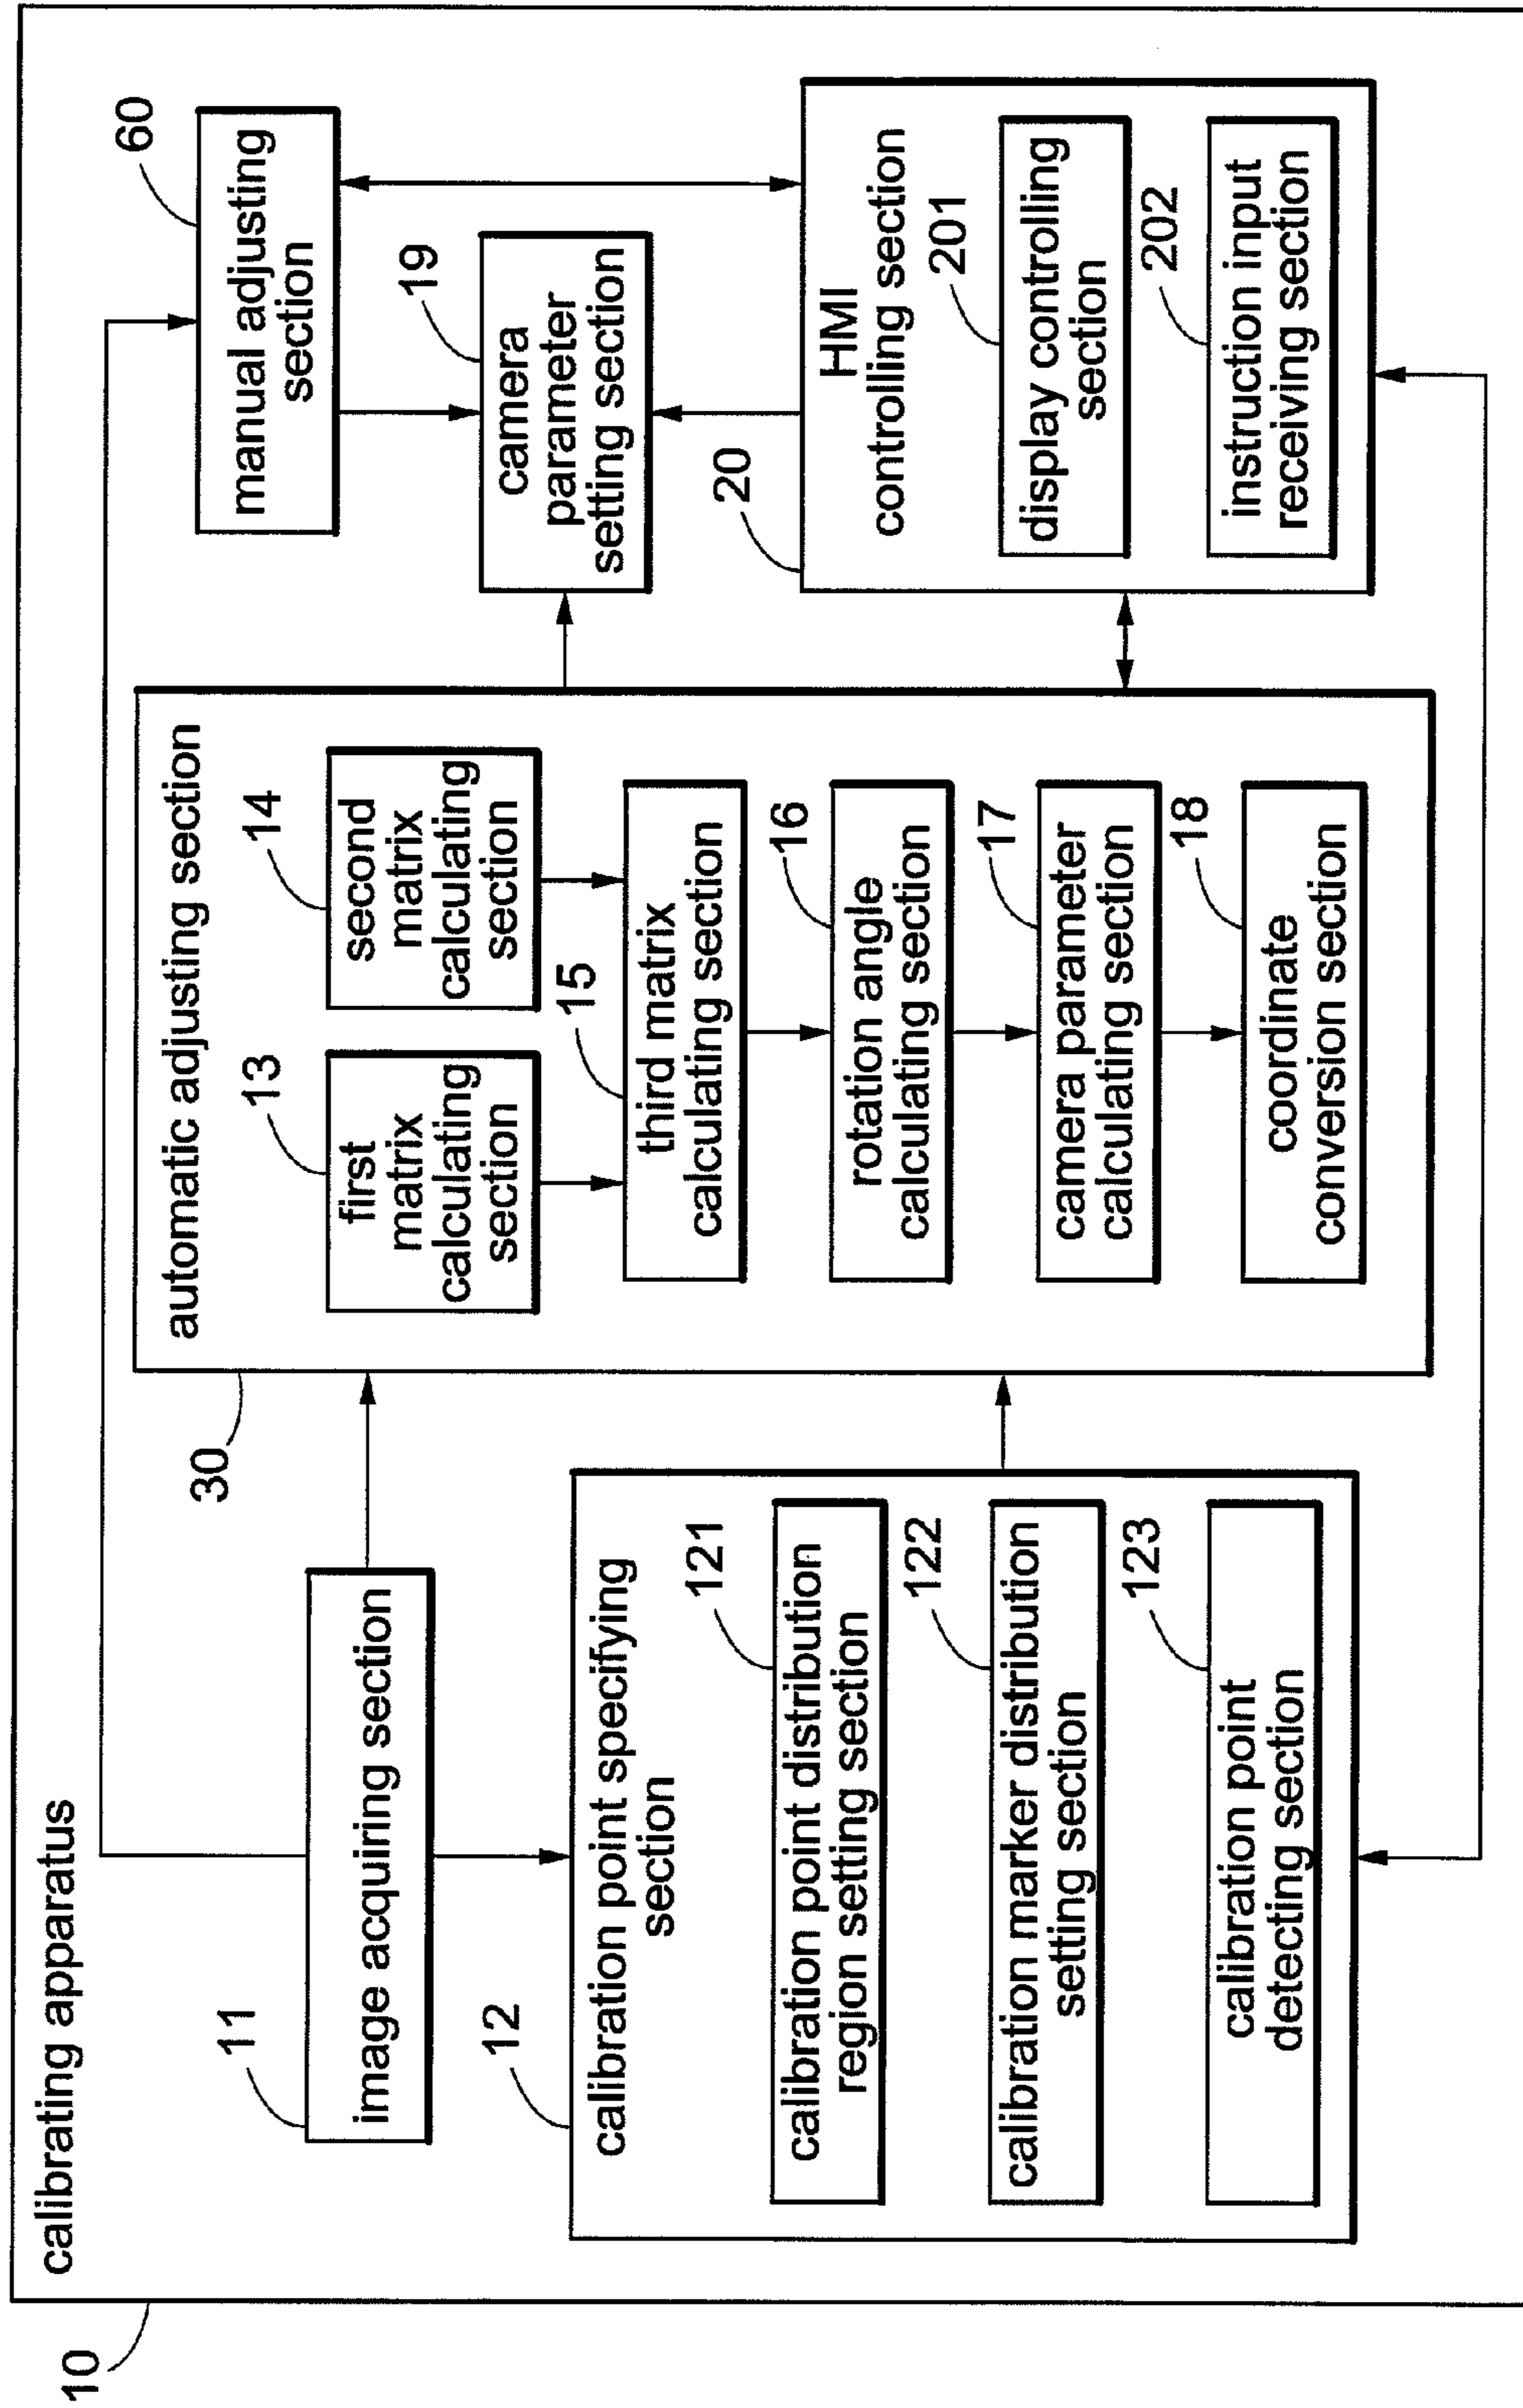 10
calibrating apparatus
11
image acquiring section
12
calibration point specifying
section
121
calibration point distribution
region setting section
122
calibration marker distribution
setting section
123
calibration point
detecting section
30
automatic adjusting section
13
first
matrix
calculating
section
14
second
matrix
calculating
section
15
third matrix
calculating section
16
rotation angle
calculating section
17
camera parameter
calculating section
18
coordinate
conversion section
60
manual adjusting
section
19
camera
parameter
setting section
20
HMI
controlling section
201
display controlling
section
202
instruction input
receiving section